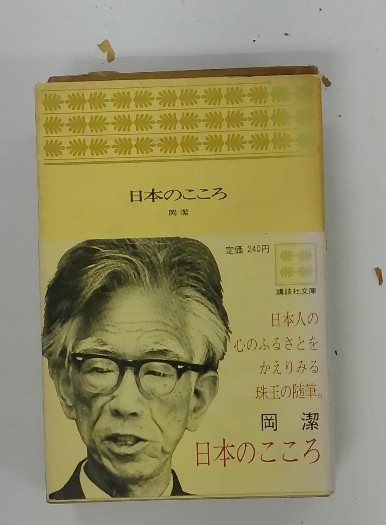 日本のこころ
岡潔
定価 240円
講談社文庫
日本人の
心のふるさとを
かえりみる
珠玉の随筆。
岡 潔
日本のこころ